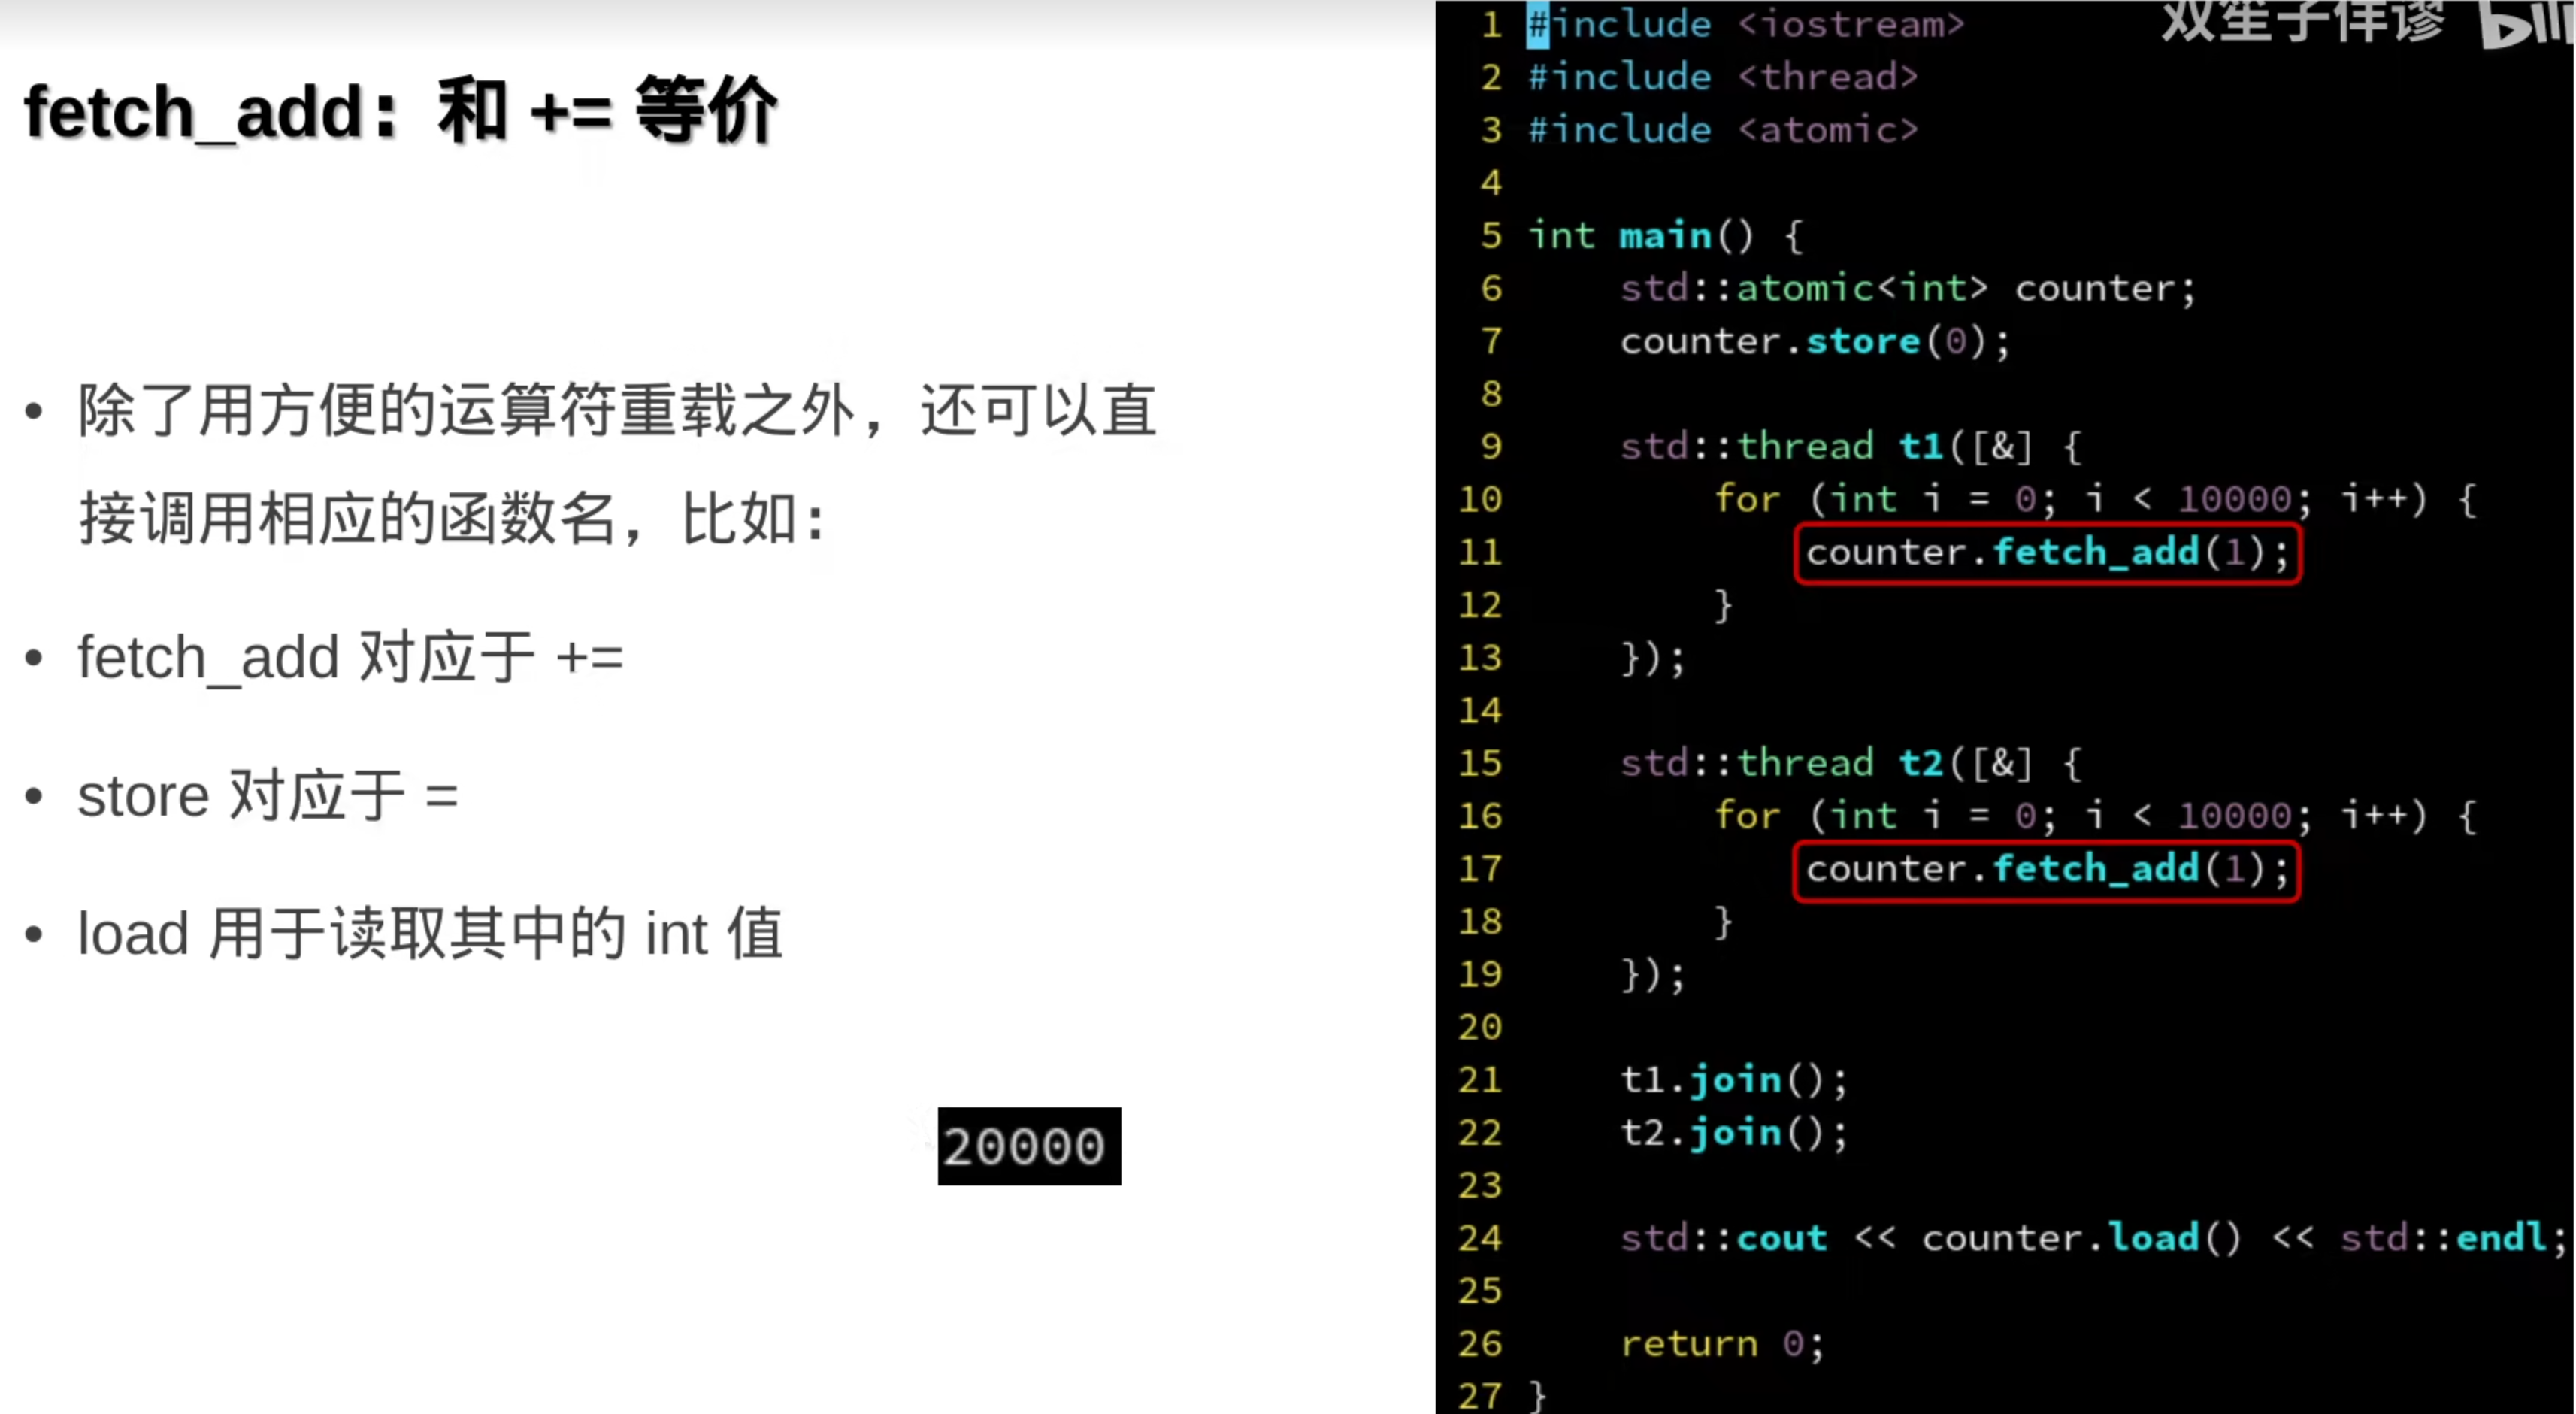 fetch_add：和 += 等价
• 除了用方便的运算符重载之外，还可以直
接调用相应的函数名，比如：
• fetch_add 对应于 +=
• store 对应于 =
• load 用于读取其中的 int 值
20000
双笙子佯谬 bili
1 #include <iostream>
2 #include <thread>
3 #include <atomic>
4
5 int main() {
6     std::atomic<int> counter;
7     counter.store(0);
8
9     std::thread t1([&] {
10         for (int i = 0; i < 10000; i++) {
11             counter.fetch_add(1);
12         }
13     });
14
15     std::thread t2([&] {
16         for (int i = 0; i < 10000; i++) {
17             counter.fetch_add(1);
18         }
19     });
20
21     t1.join();
22     t2.join();
23
24     std::cout << counter.load() << std::endl;
25
26     return 0;
27 }